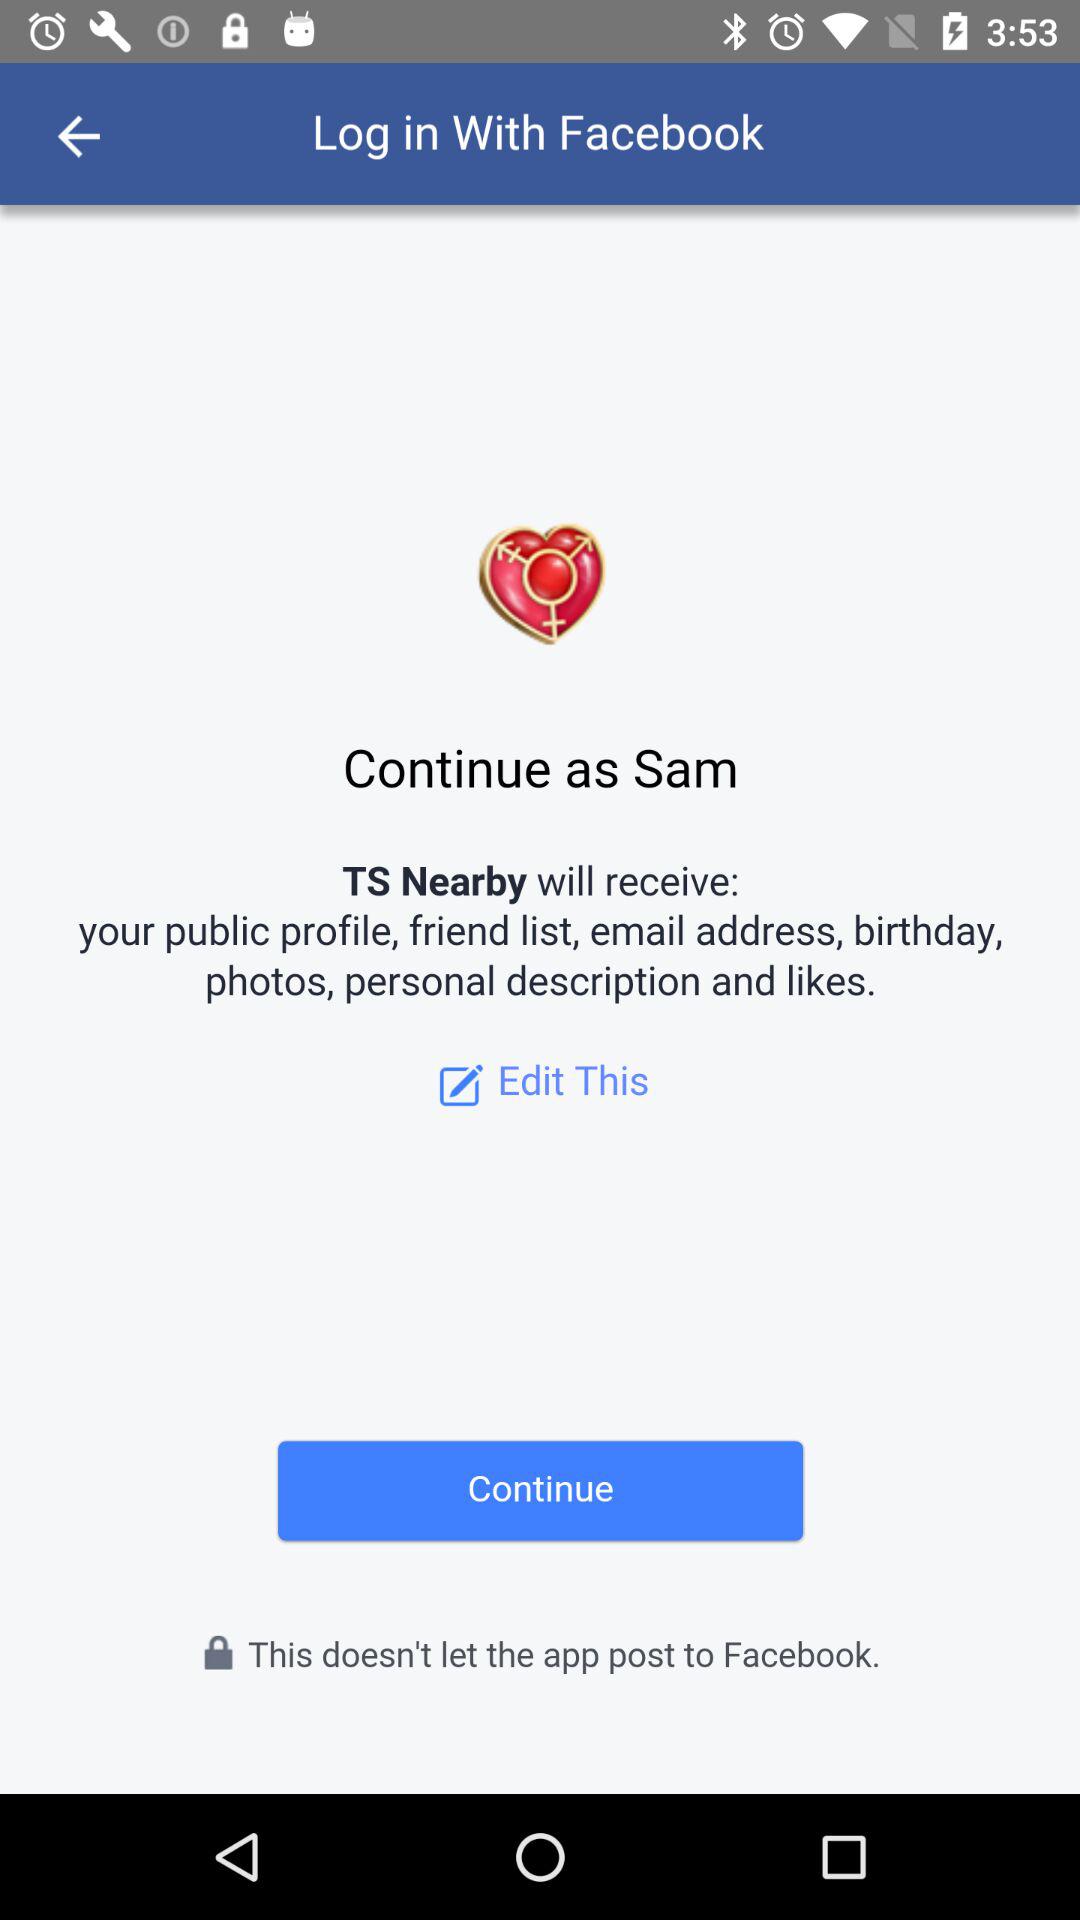 3:53
Log in With Facebook
Continue as Sam
TS Nearby will receive:
your public profile, friend list, email address, birthday,
photos, personal description and likes.
Edit This
Continue
This doesn't let the app post to Facebook.